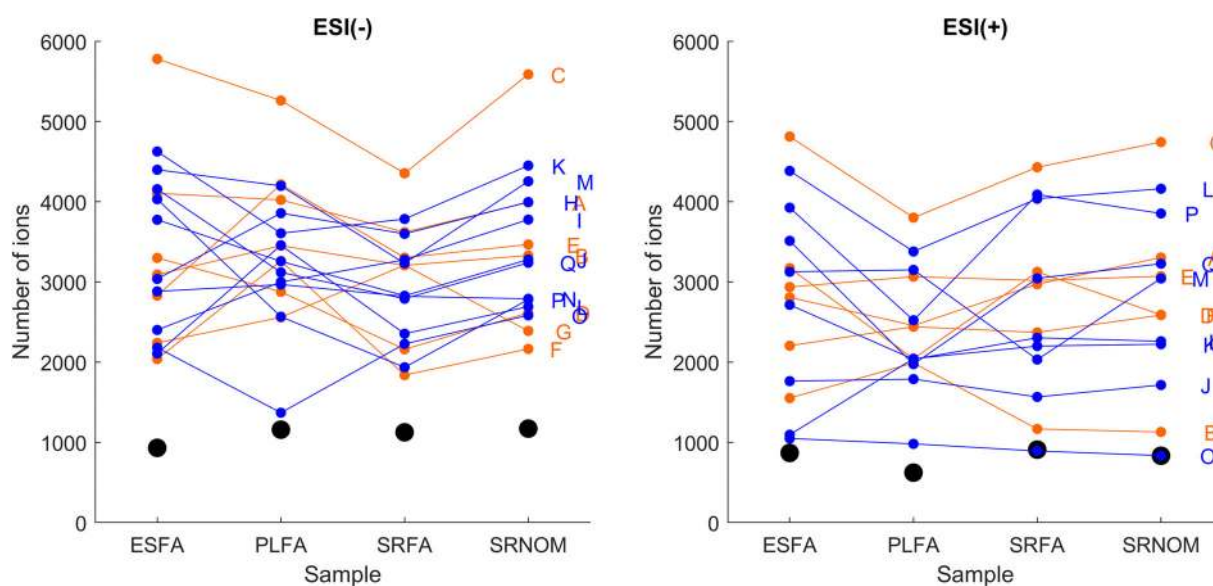 ESI(-)
6000
5000
4000
3000
2000
1000
0
Number of ions
ESFA
PLFA
SRFA
SRNOM
Sample
C
K
M
H
A
I
E
J
Q
P
N
L
O
G
F
ESI(+)
6000
5000
4000
3000
2000
1000
0
Number of ions
ESFA
PLFA
SRFA
SRNOM
Sample
L
P
E
M
K
J
O